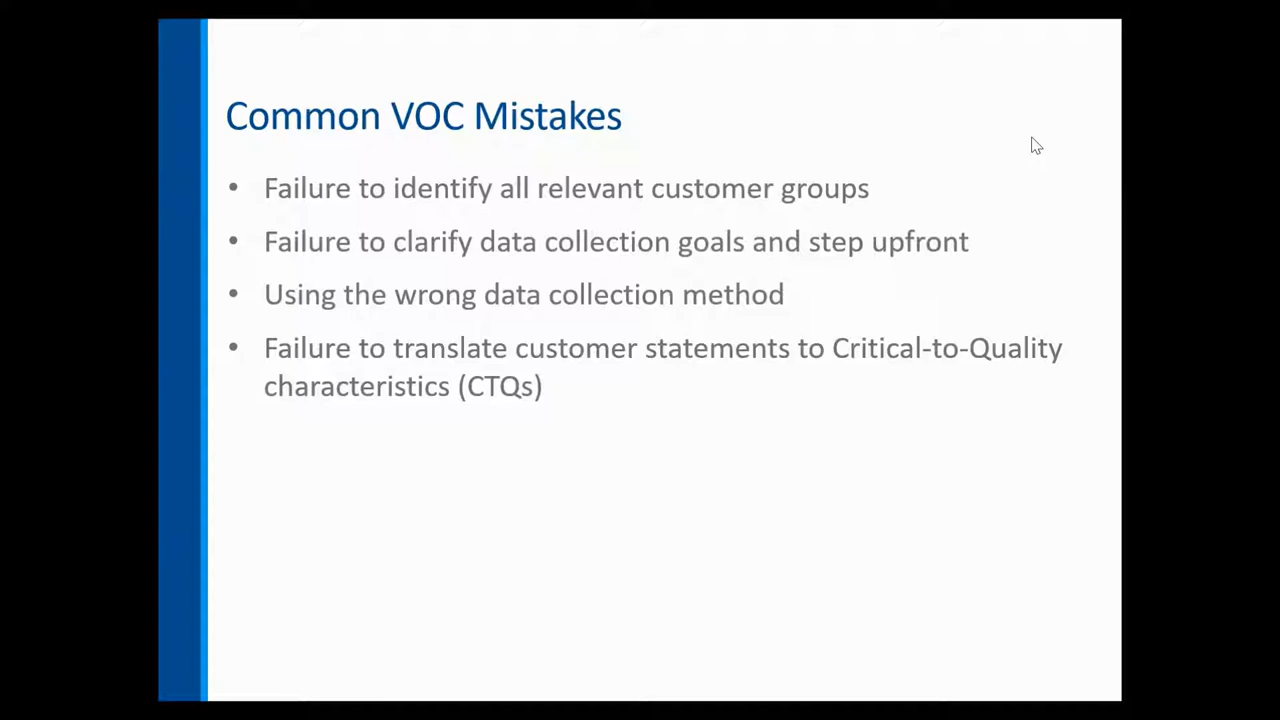 Common VOC Mistakes
• Failure to identify all relevant customer groups
• Failure to clarify data collection goals and step upfront
• Using the wrong data collection method
• Failure to translate customer statements to Critical-to-Quality
characteristics (CTQs)